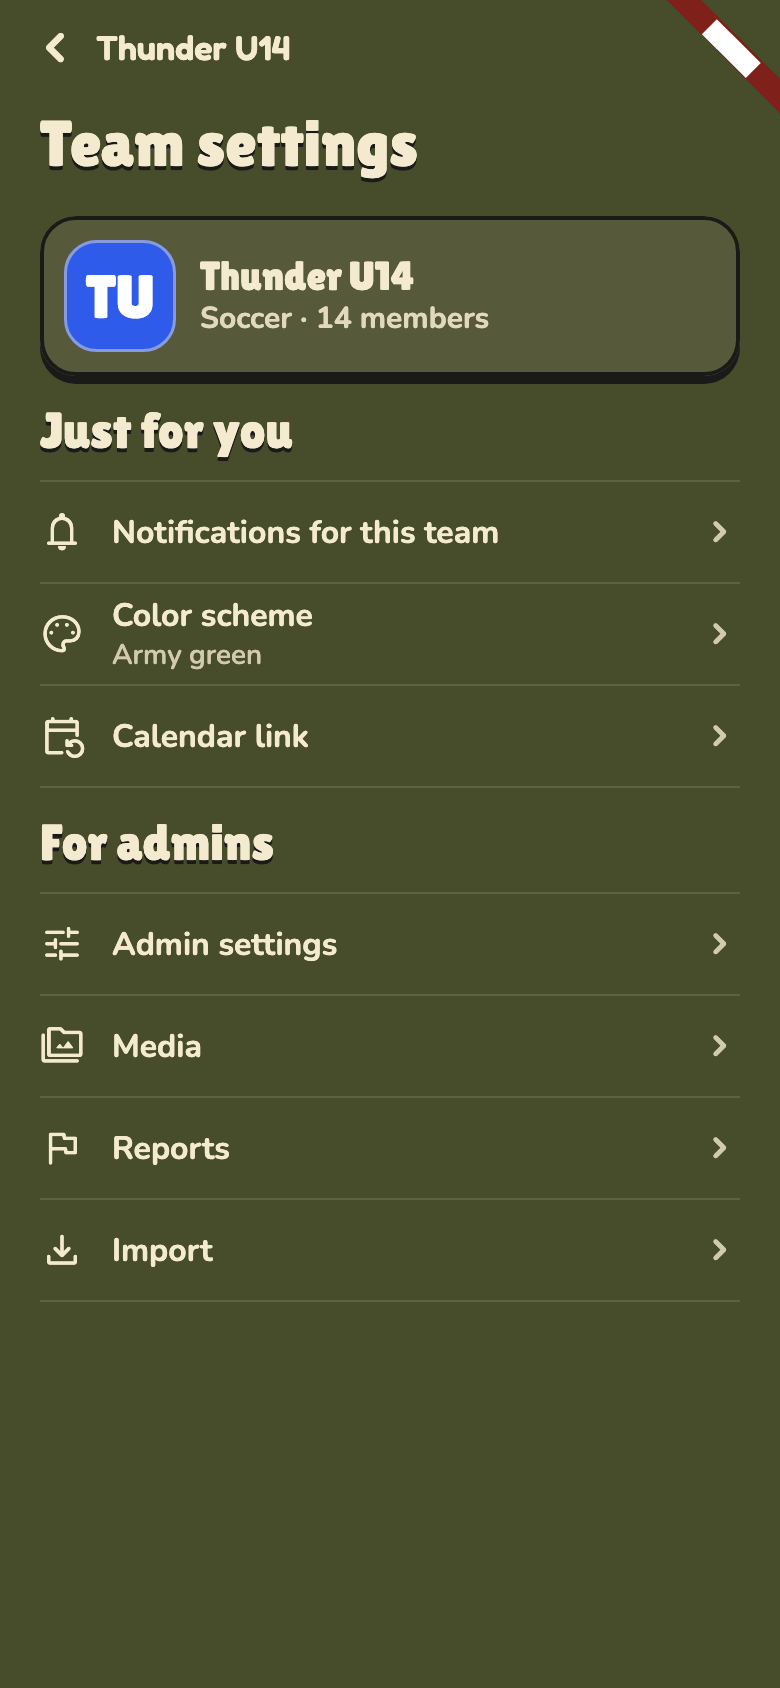 Thunder U14
Team settings
TU
Thunder U14
Soccer · 14 members
Just for you
Notifications for this team
Color scheme
Army green
Calendar link
For admins
Admin settings
Media
Reports
Import